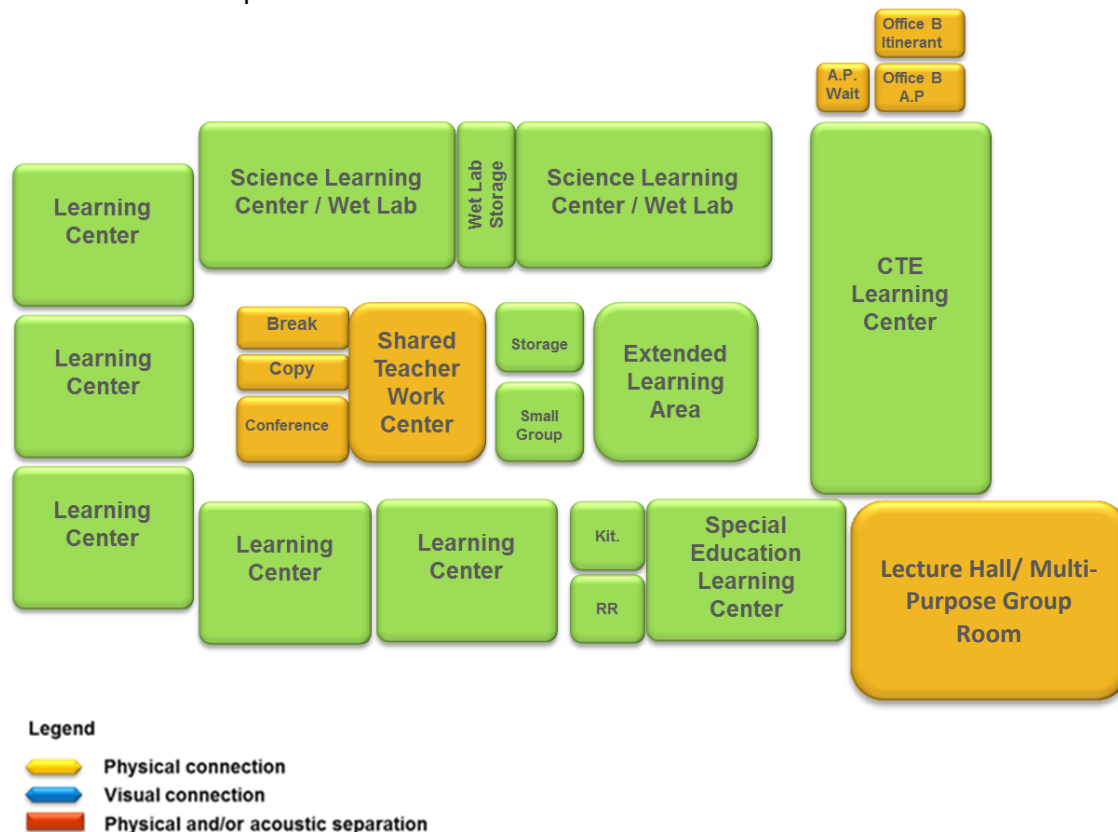 Office B
Itinerant
A.P.
Wait
Office B
A.P
Science Learning
Center / Wet Lab
Wet Lab
Storage
Science Learning
Center / Wet Lab
Learning
Center
CTE
Learning
Center
Learning
Center
Break
Copy
Conference
Shared
Teacher
Work
Center
Storage
Small
Group
Extended
Learning
Area
Learning
Center
Learning
Center
Learning
Center
Kit.
RR
Special
Education
Learning
Center
Lecture Hall/ Multi-
Purpose Group
Room
Legend
Physical connection
Visual connection
Physical and/or acoustic separation